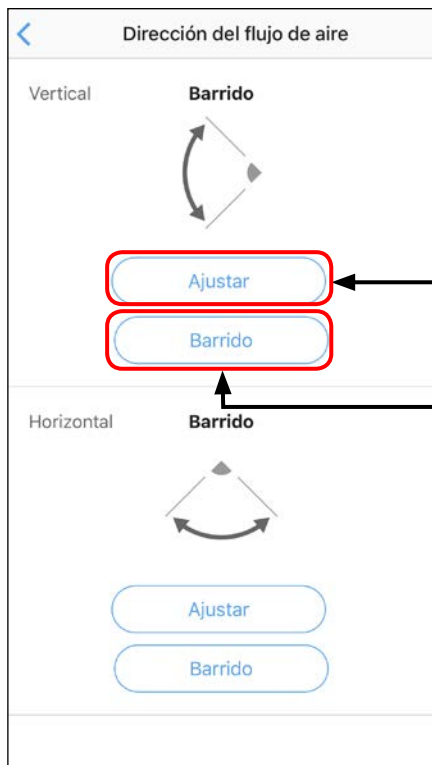 Dirección del flujo de aire
Vertical Barrido
Ajustar
Barrido
Horizontal Barrido
Ajustar
Barrido